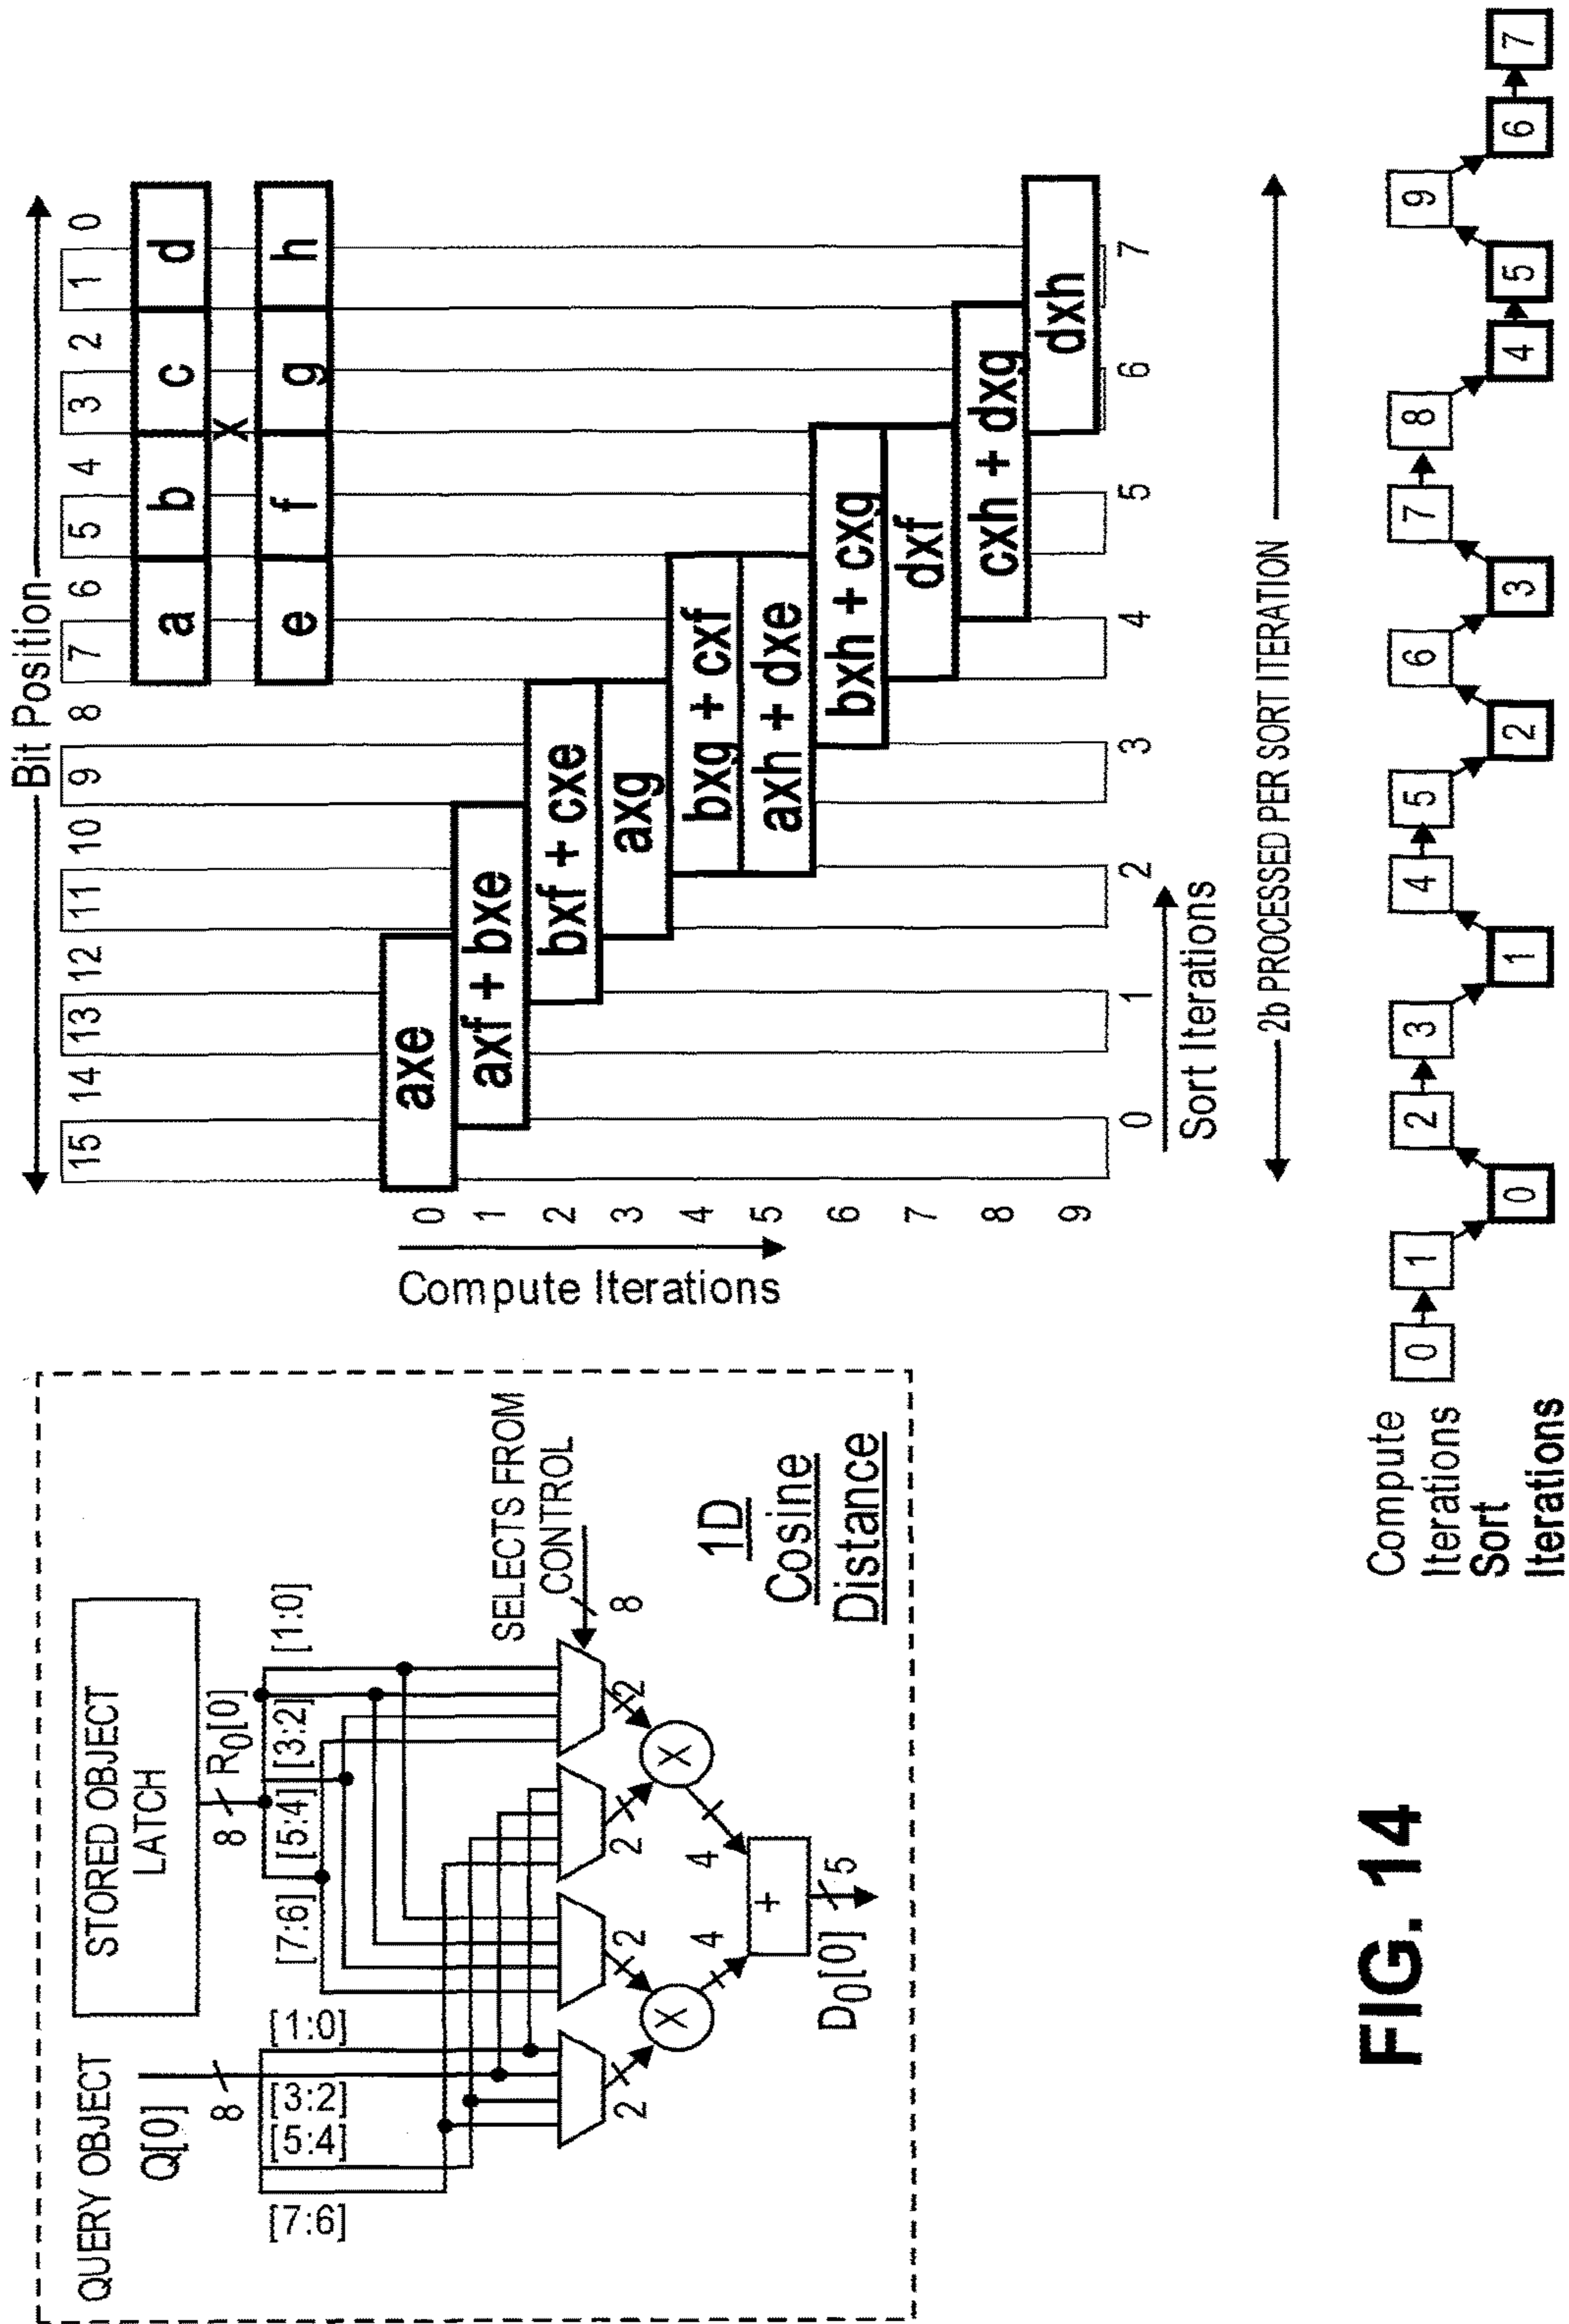 QUERY OBJECT
Q[0]
8
[1:0]
[3:2]
[5:4]
[7:6]
STORED OBJECT
LATCH
8
R0[0]
[1:0]
[3:2]
[5:4]
[7:6]
SELECTS FROM
CONTROL
8
2
2
2
2
X
X
4
4
+
D0[0]
5
1D
Cosine
Distance
Bit Position
15 14 13 12 11 10 9 8 7 6 5 4 3 2 1 0
a b c d
x
e f g h
Compute Iterations
0 axe
1 axf + bxe
2 bxf + cxe
3 axg
4 bxg + cxf
5 axh + dxe
6 bxh + cxg
7 dxf
8 cxh + dxg
9 dxh
0 1 2 3 4 5 6 7
Sort Iterations
2b PROCESSED PER SORT ITERATION
Compute
Iterations
0 1 2 3 4 5 6 7 8 9
Sort
Iterations
0 1 2 3 4 5 6 7
FIG. 14